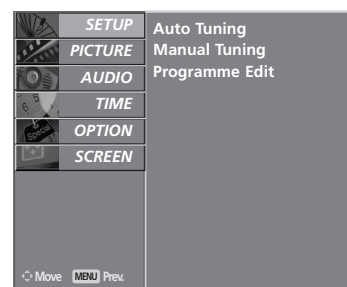 SETUP
PICTURE
AUDIO
TIME
OPTION
SCREEN
Auto Tuning
Manual Tuning
Programme Edit
Move MENU Prev.